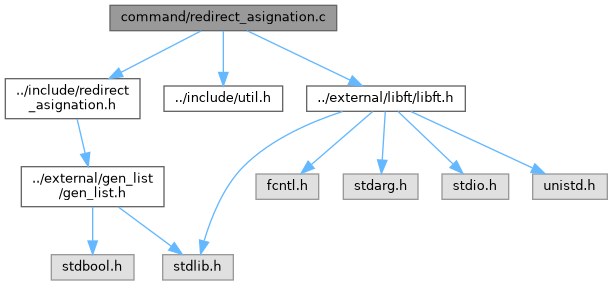 command/redirect_asignation.c
../include/redirect
_asignation.h
../include/util.h
../external/libft/libft.h
../external/gen_list
/gen_list.h
fcntl.h
stdarg.h
stdio.h
unistd.h
stdbool.h
stdlib.h